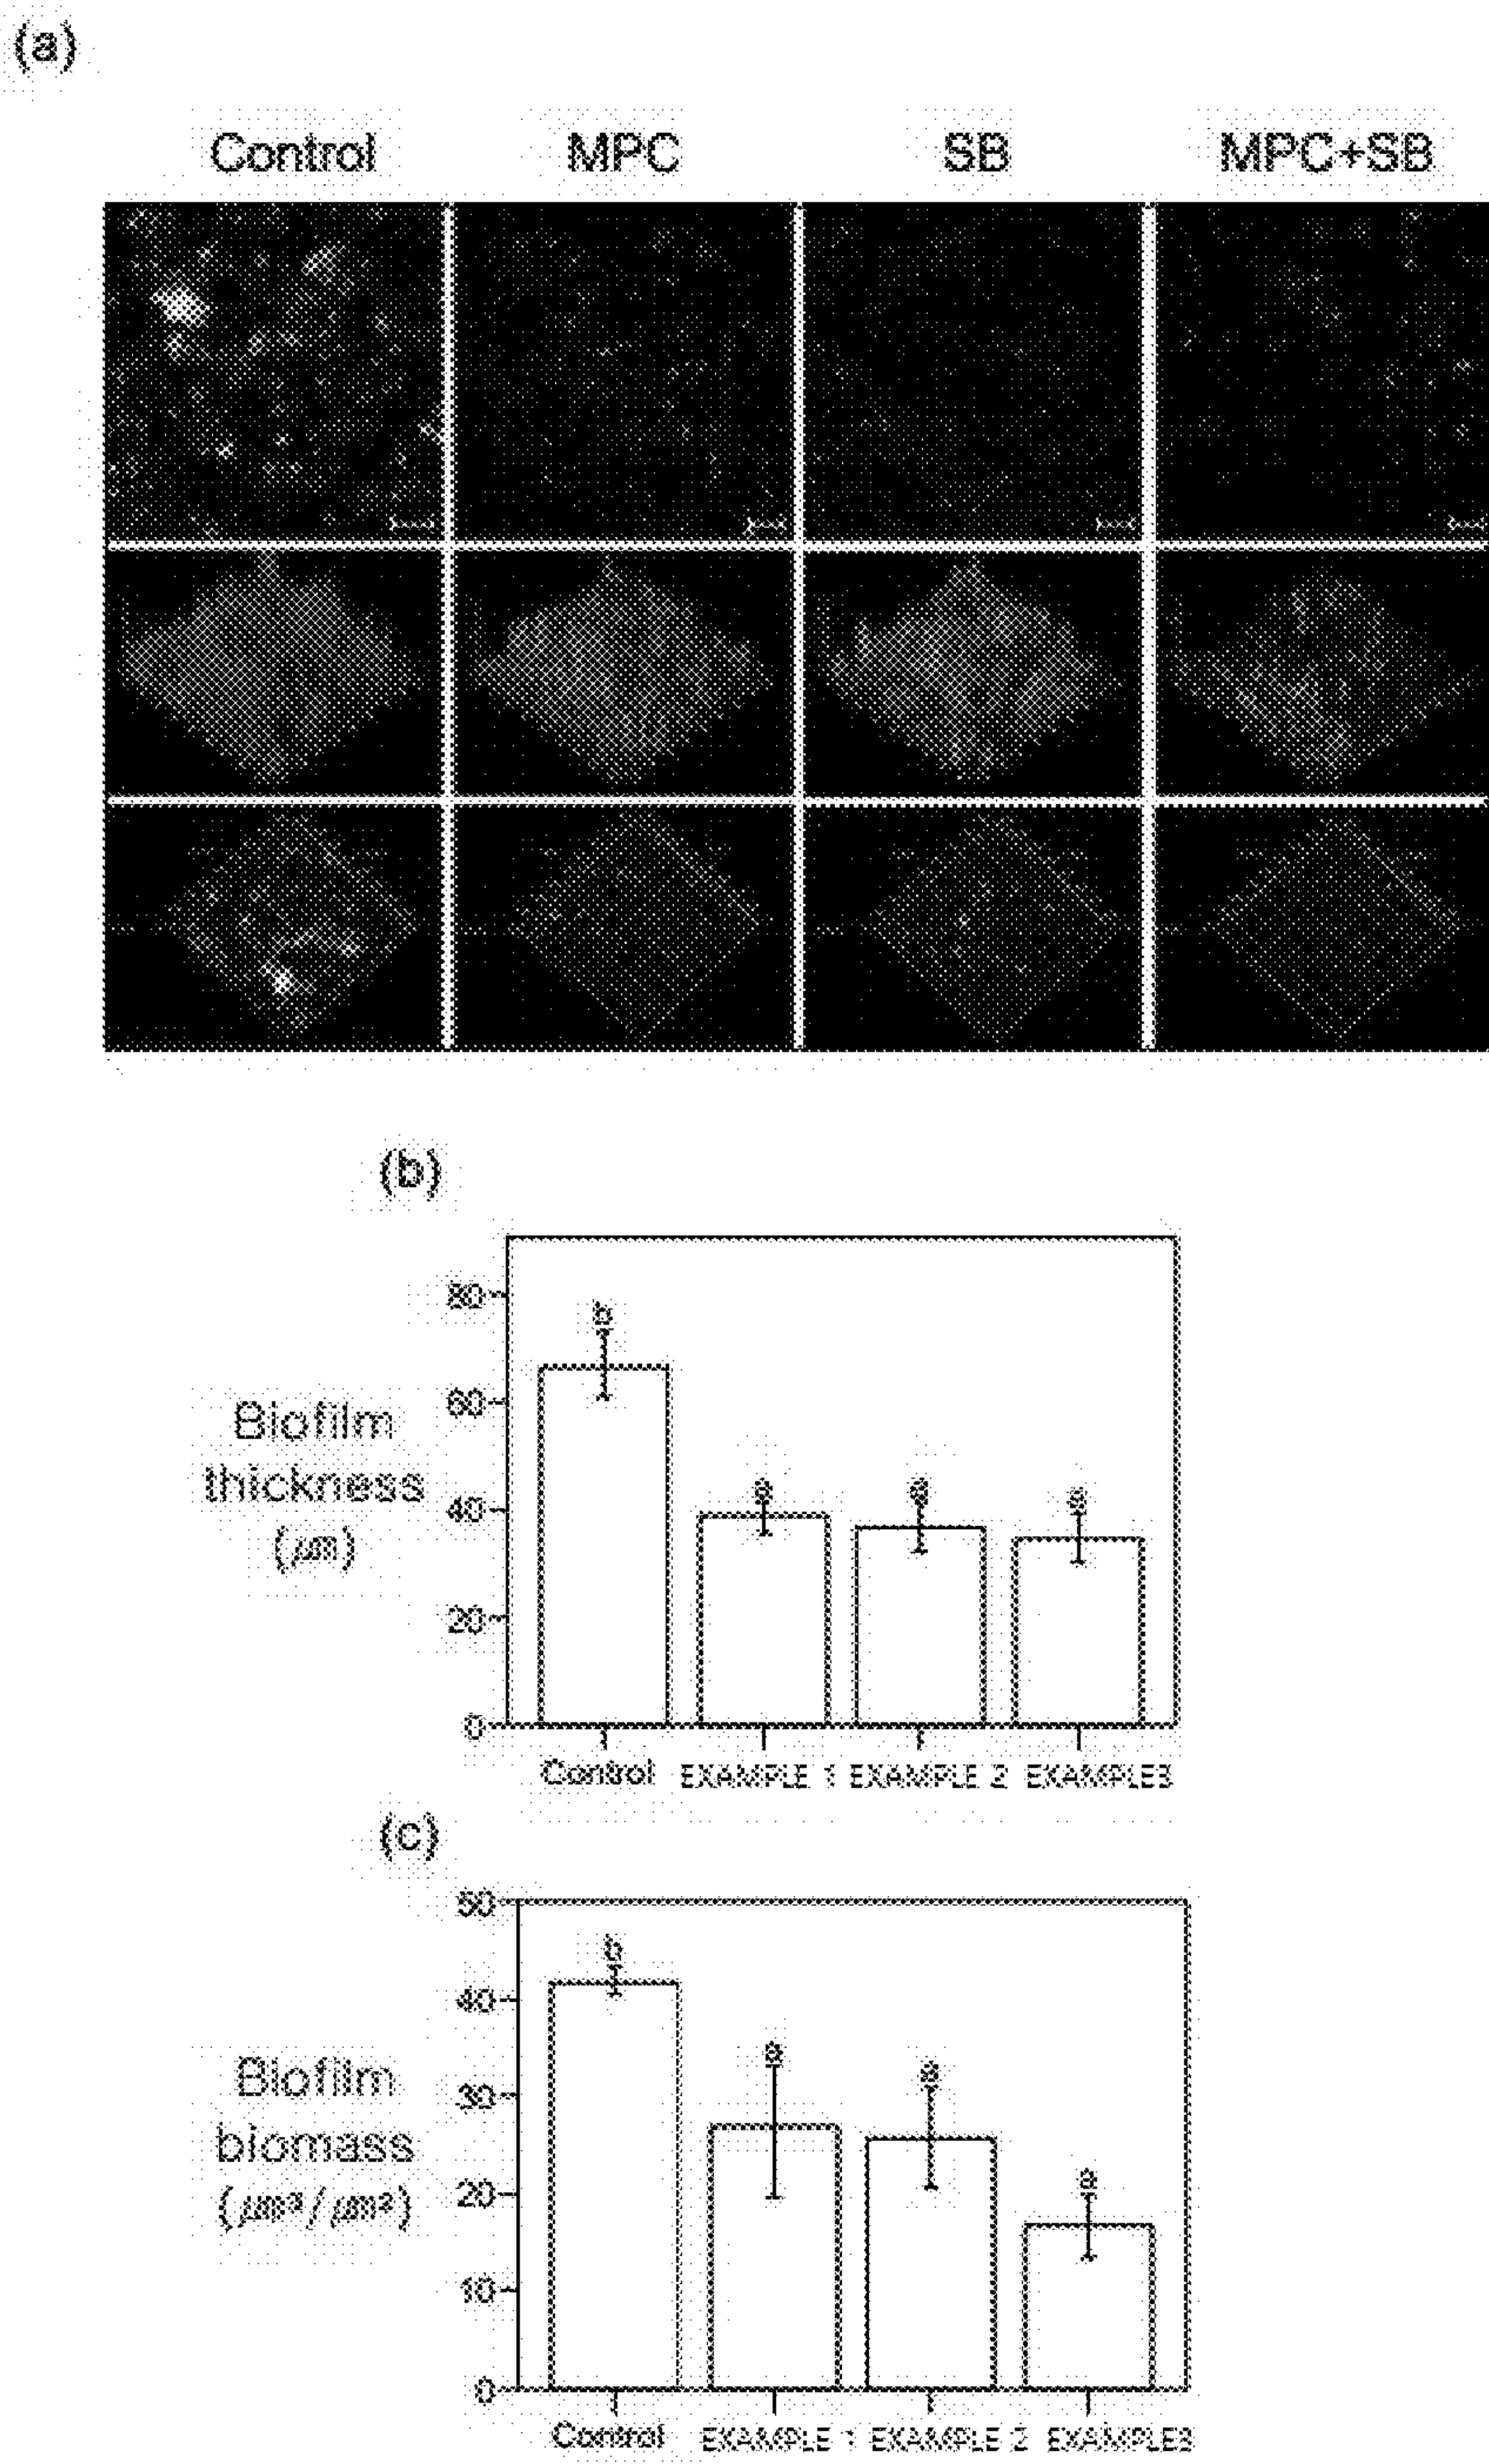 (a)
Control MPC SB MPC+SB
(b)
80
60
40
20
0
Biofilm
thickness
(μm)
b
a
a
a
Control EXAMPLE 1 EXAMPLE 2 EXAMPLE3
(c)
50
40
30
20
10
0
Biofilm
biomass
(μm³/μm²)
b
a
a
a
Control EXAMPLE 1 EXAMPLE 2 EXAMPLE3